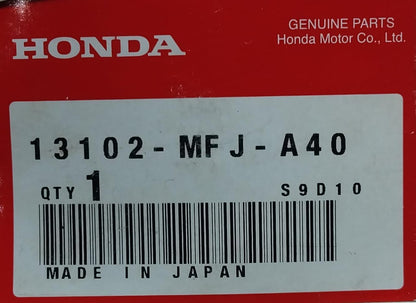 GENUINE PARTS
HONDA Honda Motor Co., Ltd.
13102-MFJ-A40
QTY 1 S9D10
MADE IN JAPAN